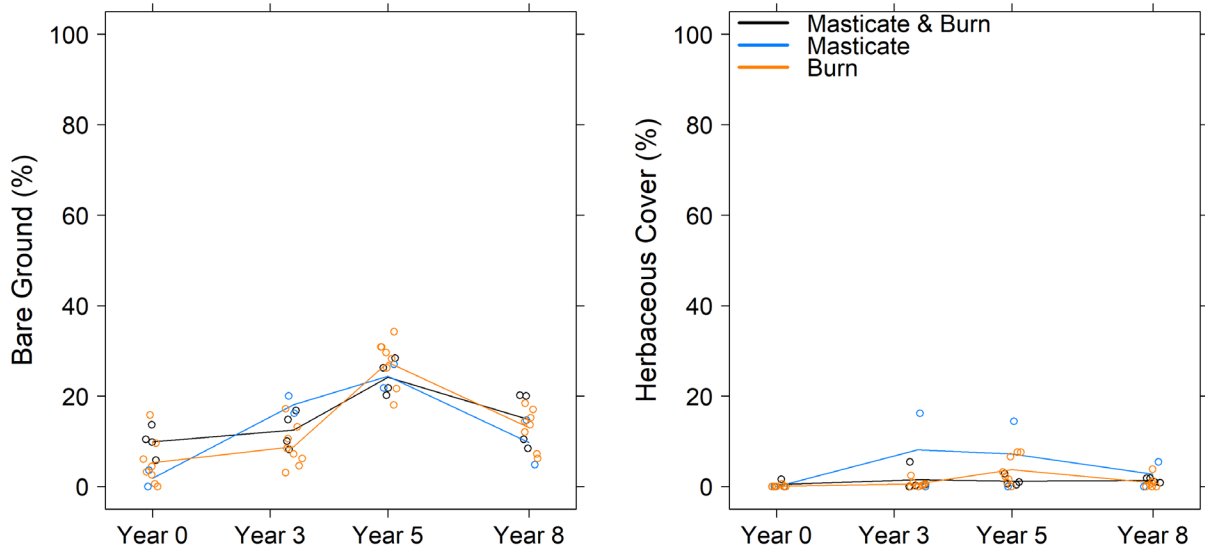 Bare Ground (%)
100
80
60
40
20
0
Year 0
Year 3
Year 5
Year 8
Herbaceous Cover (%)
100
80
60
40
20
0
Masticate & Burn
Masticate
Burn
Year 0
Year 3
Year 5
Year 8